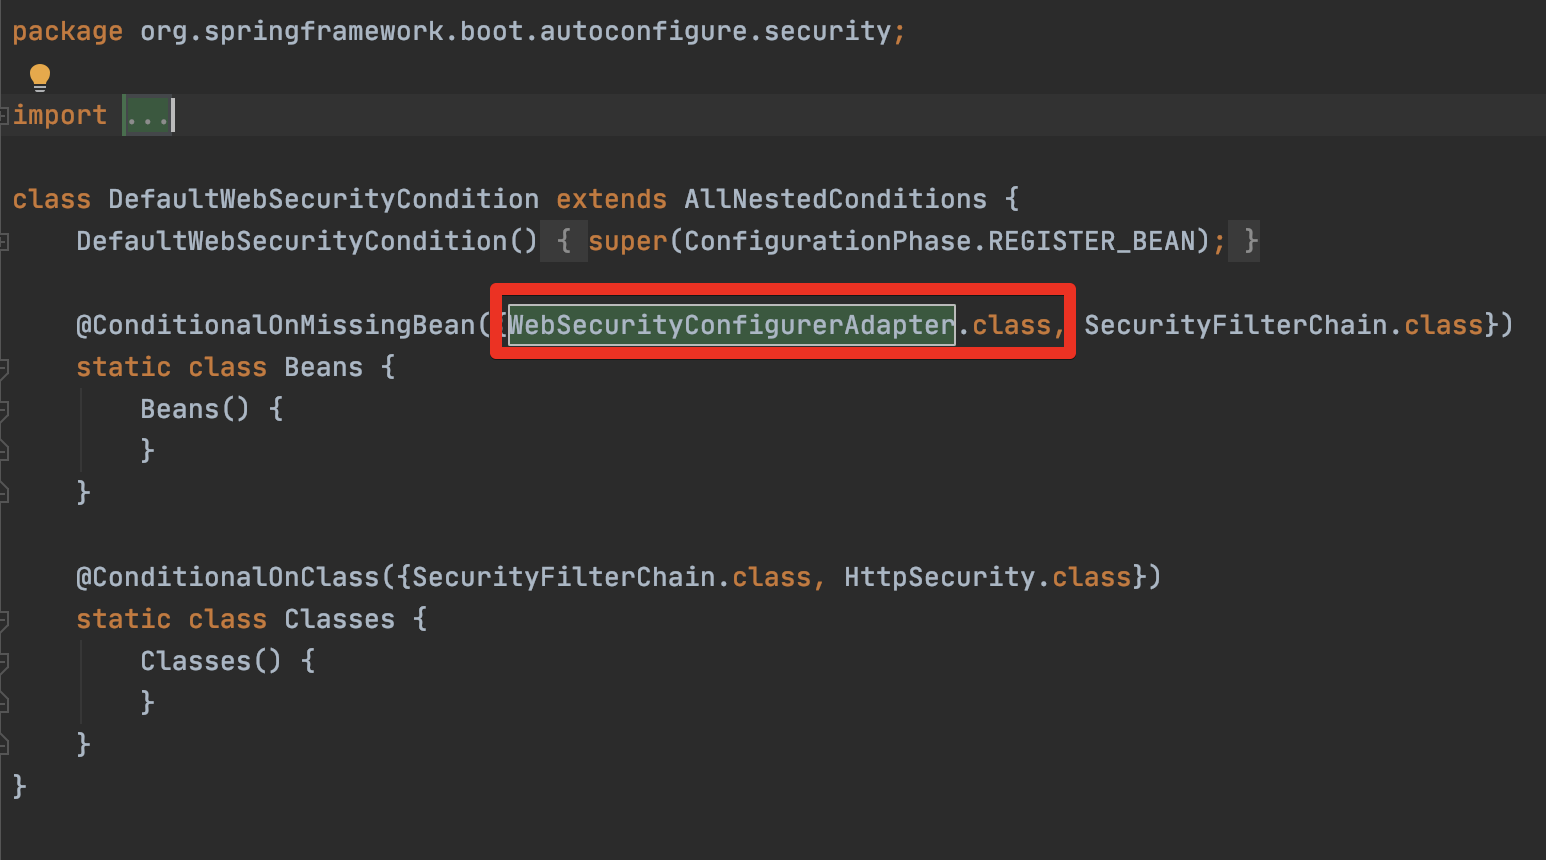 package org.springframework.boot.autoconfigure.security;
import ...
class DefaultWebSecurityCondition extends AllNestedConditions {
DefaultWebSecurityCondition() { super(ConfigurationPhase.REGISTER_BEAN); }
@ConditionalOnMissingBean({WebSecurityConfigurerAdapter.class, SecurityFilterChain.class})
static class Beans {
Beans() {
}
}
@ConditionalOnClass({SecurityFilterChain.class, HttpSecurity.class})
static class Classes {
Classes() {
}
}
}